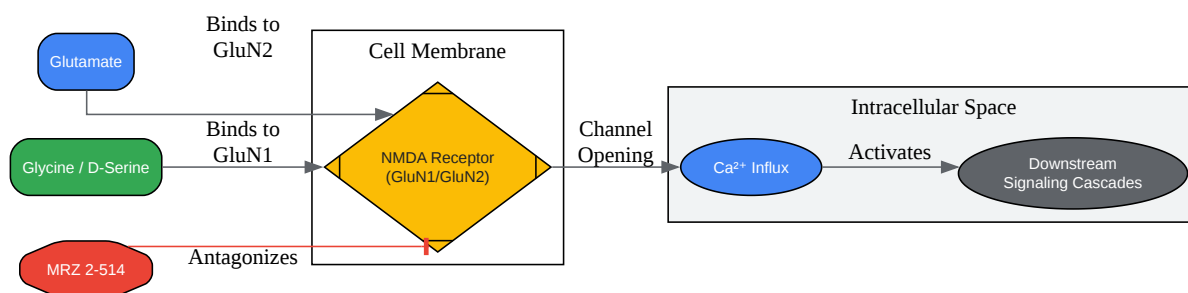 Binds to
GluN2
Glutamate
Cell Membrane
Intracellular Space
Binds to
GluN1
Glycine / D-Serine
NMDA Receptor
(GluN1/GluN2)
Channel
Opening
Ca²⁺ Influx
Activates
Downstream
Signaling Cascades
Antagonizes
MRZ 2-514